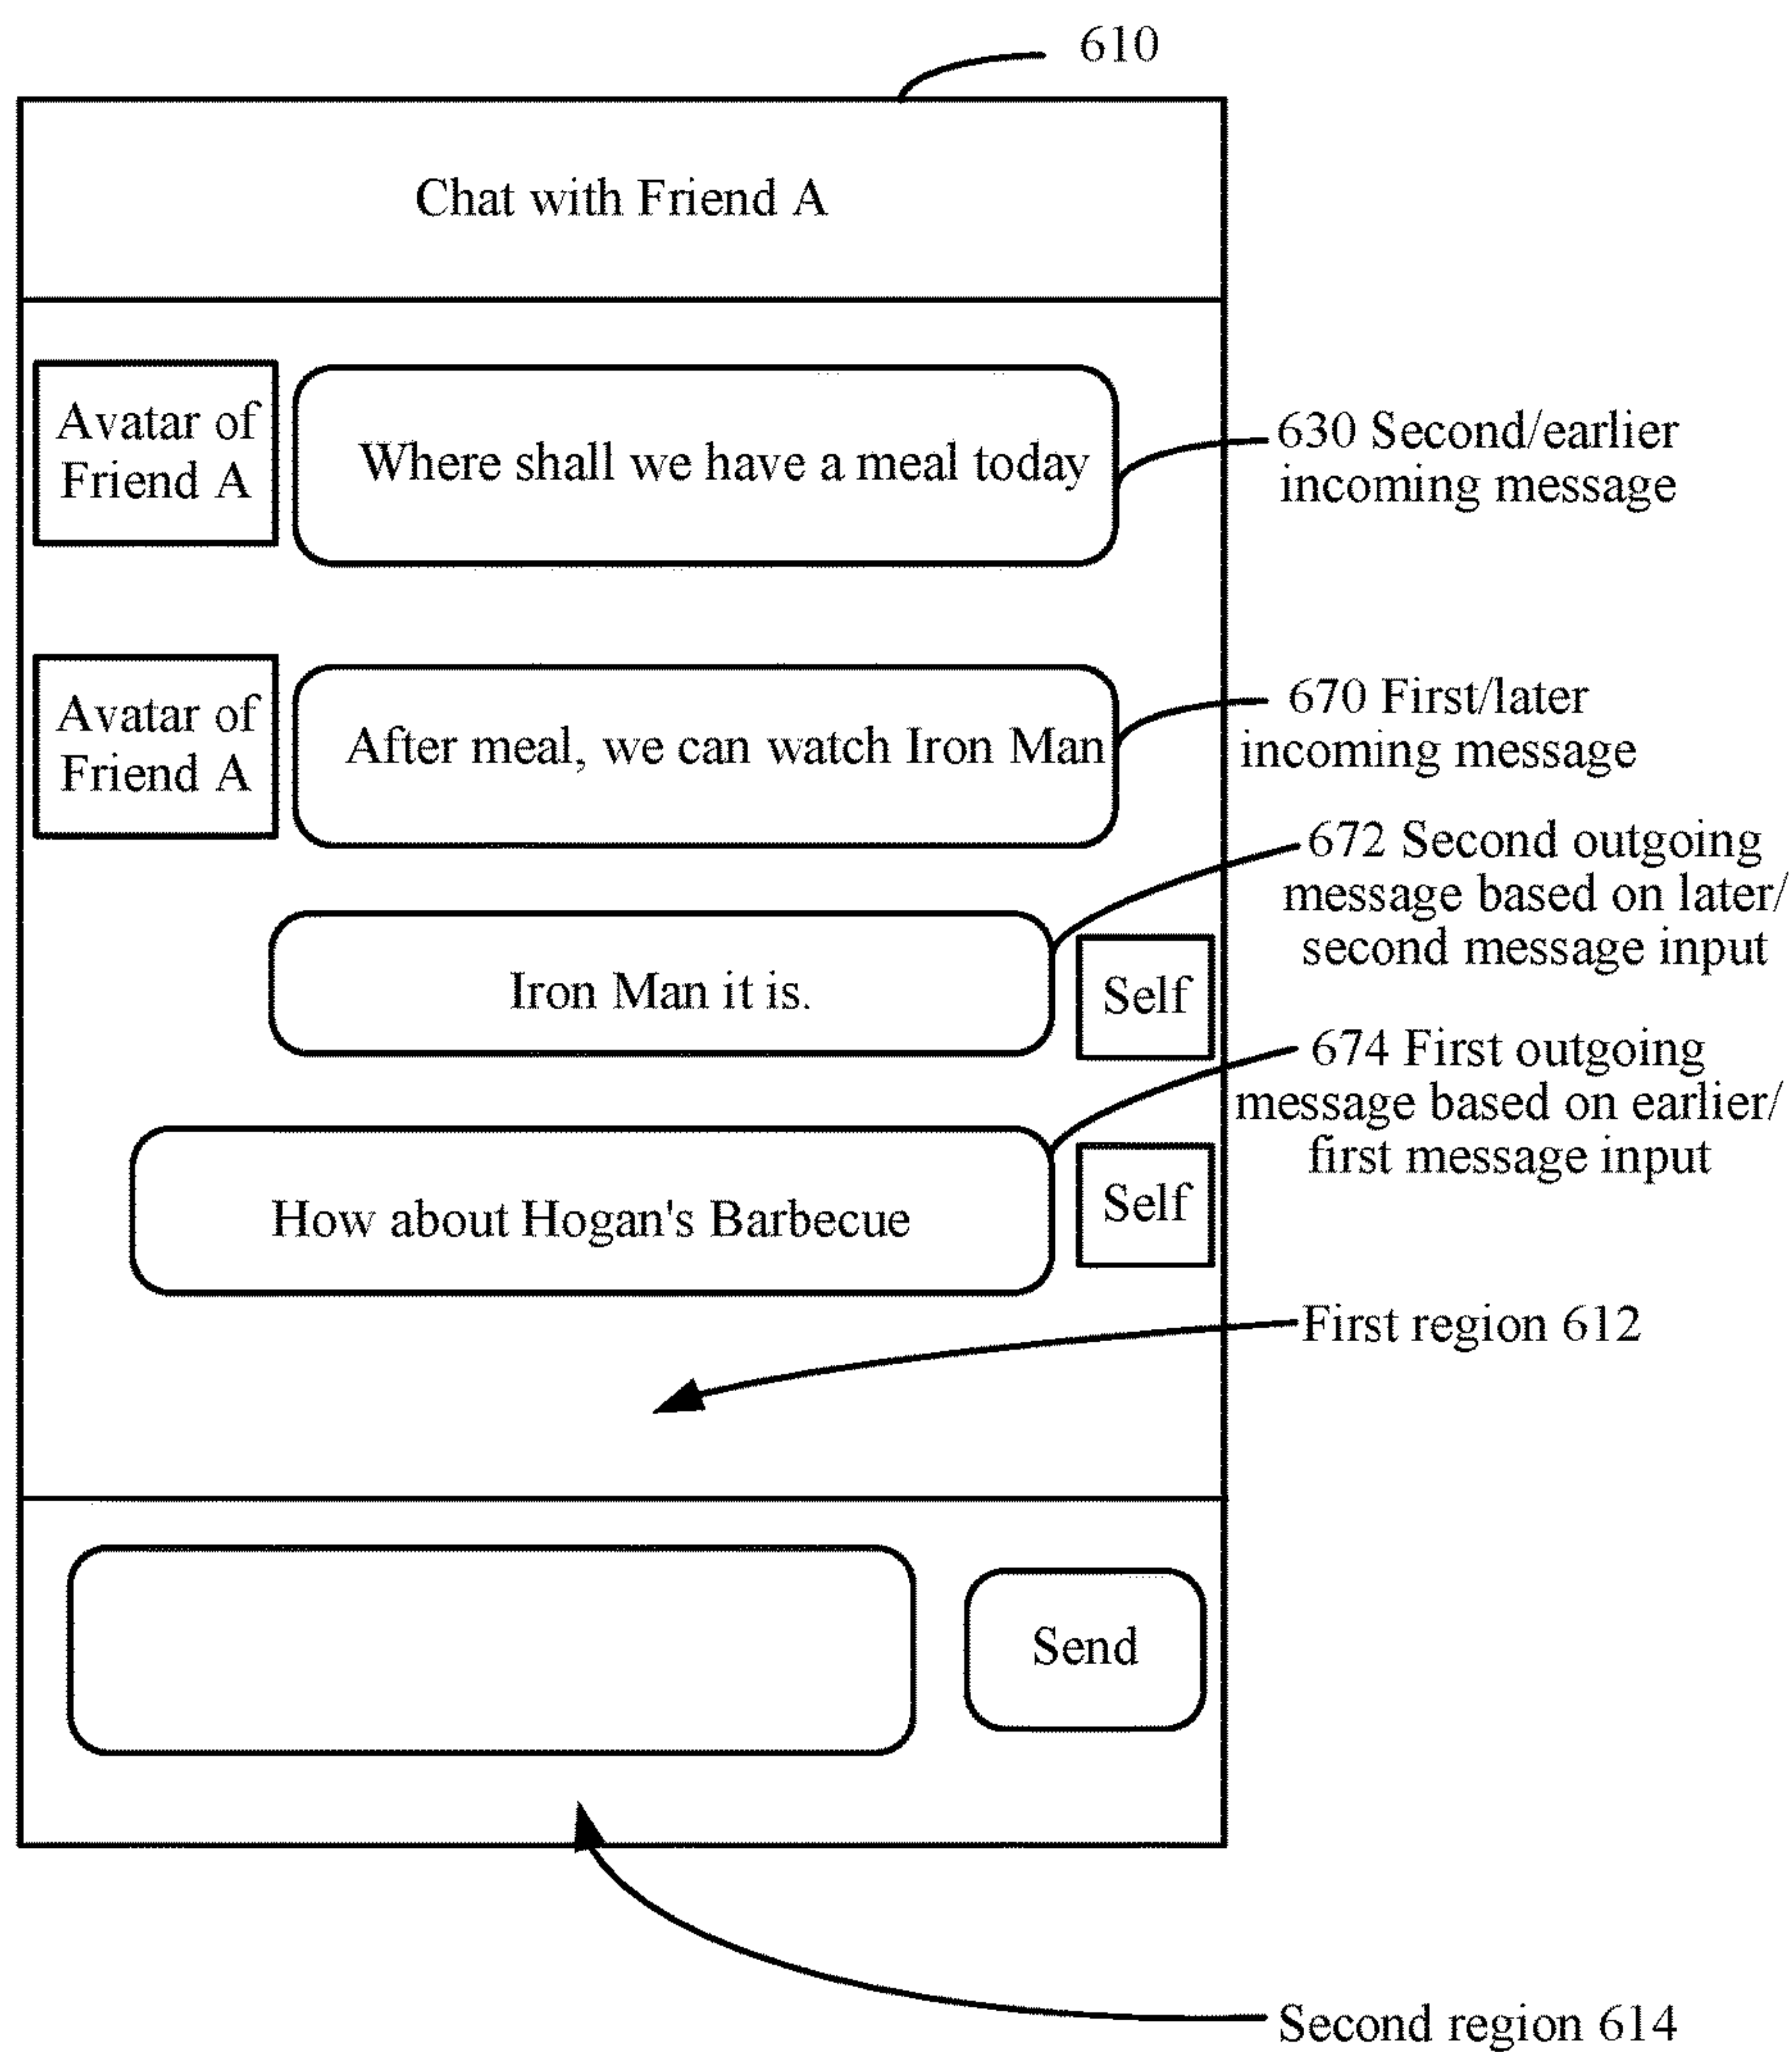 610
Chat with Friend A
Avatar of
Friend A
Where shall we have a meal today
630 Second/earlier
incoming message
Avatar of
Friend A
After meal, we can watch Iron Man
670 First/later
incoming message
672 Second outgoing
message based on later/
second message input
Iron Man it is.
Self
674 First outgoing
message based on earlier/
first message input
How about Hogan's Barbecue
Self
First region 612
Send
Second region 614